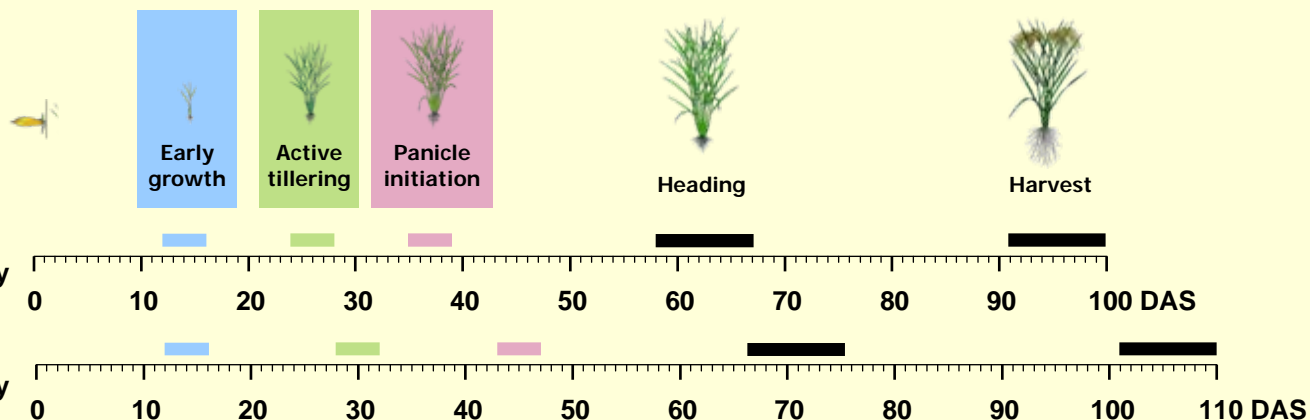 Early
growth
Active
tillering
Panicle
initiation
Heading
Harvest
y
0 10 20 30 40 50 60 70 80 90 100 DAS
y
0 10 20 30 40 50 60 70 80 90 100 110 DAS